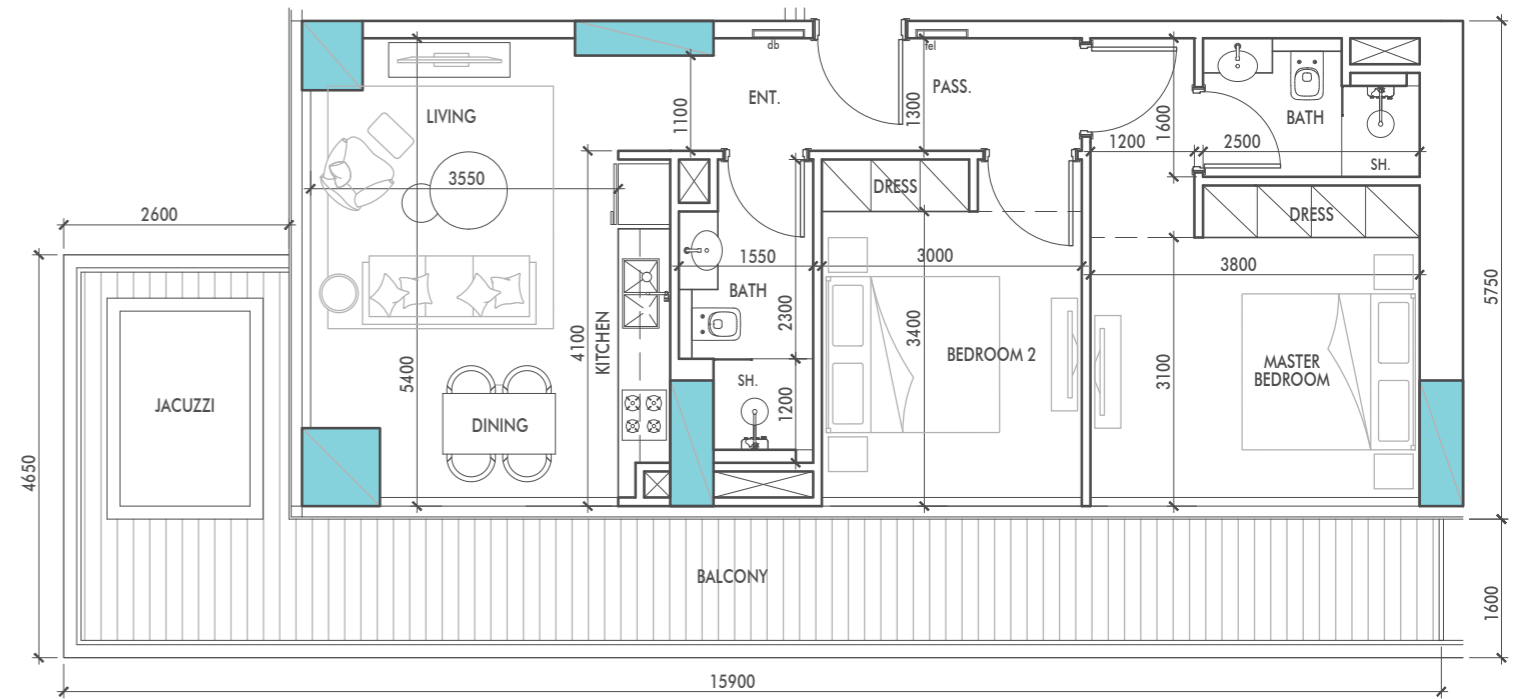 db
fel
LIVING
ENT.
PASS.
1100
1300
1600
BATH
1200
2500
SH.
3550
DRESS
DRESS
2600
1550
3000
3800
BATH
2300
3400
5750
4650
JACUZZI
5400
4100
KITCHEN
BEDROOM 2
3100
MASTER
BEDROOM
SH.
1200
DINING
BALCONY
1600
15900